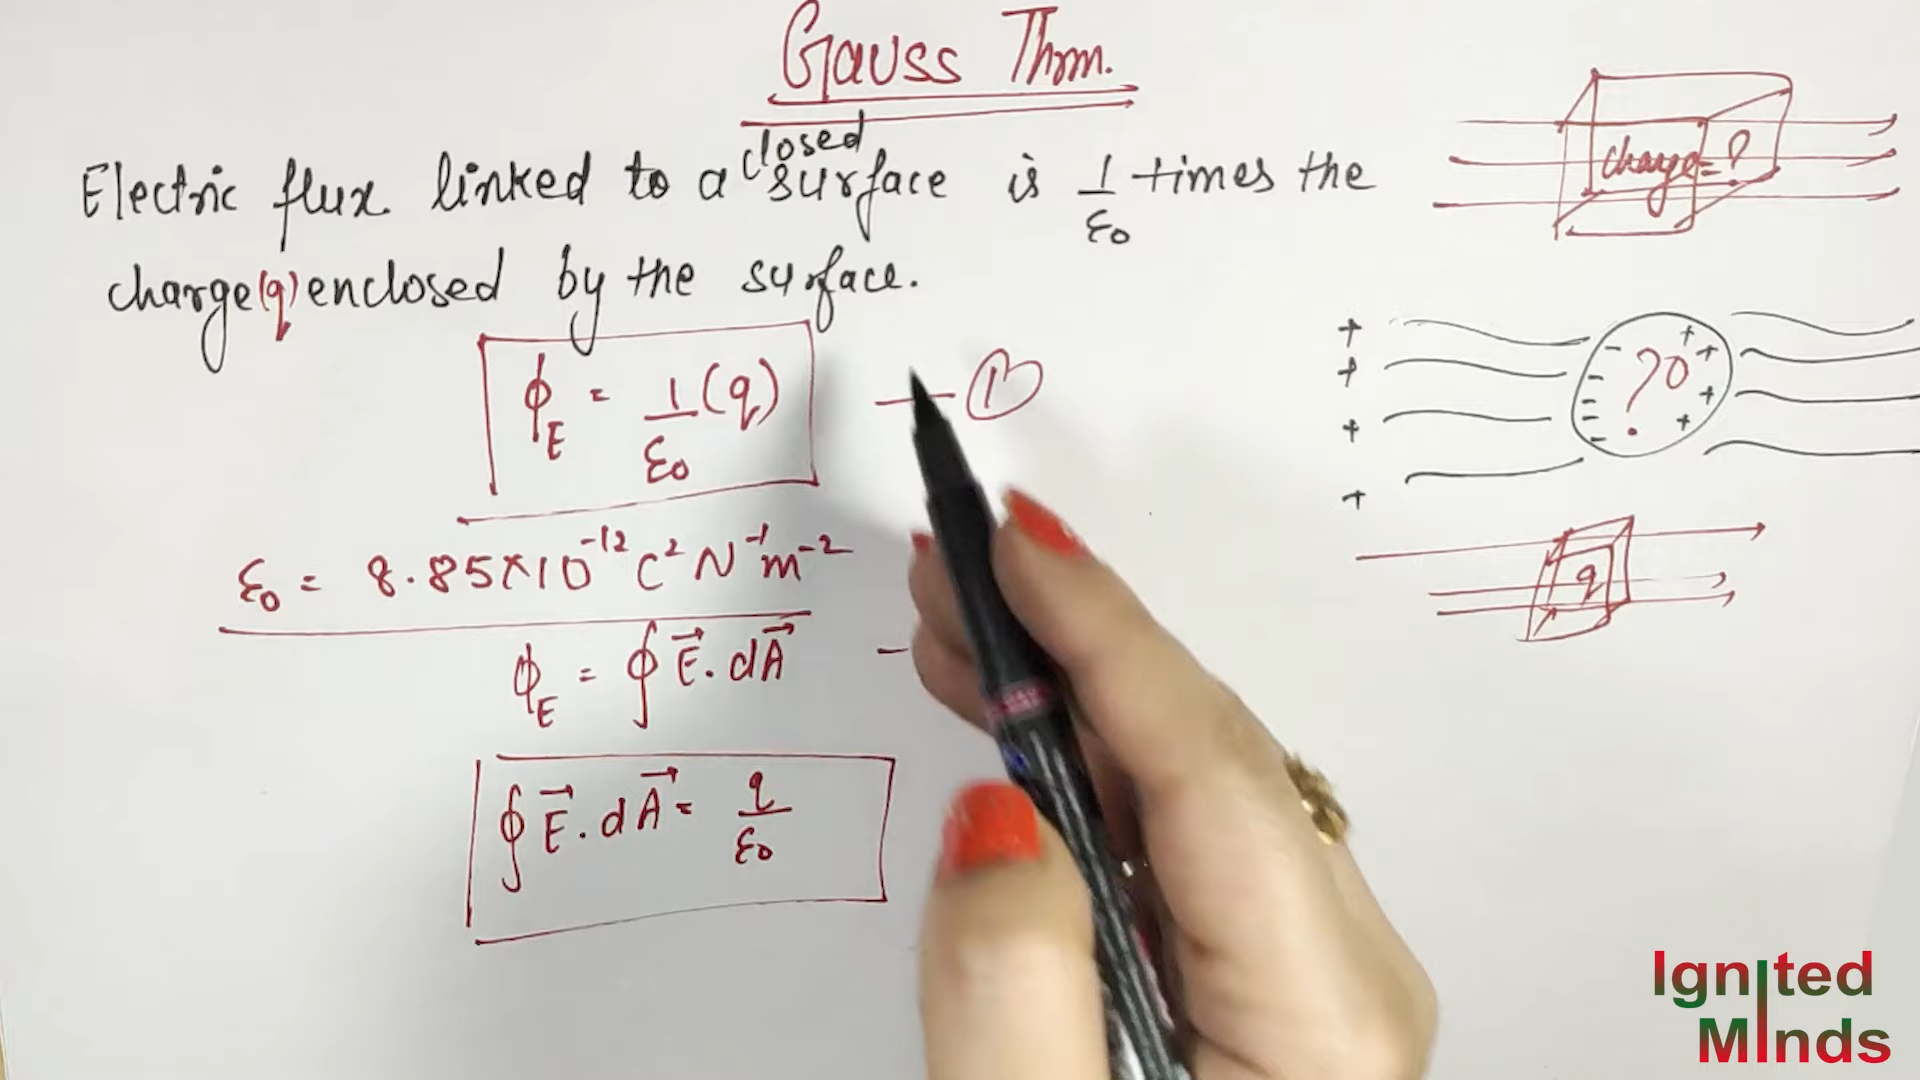 Gauss Thm.
Electric flux linked to a closed surface is 1/ε0 times the
charge(q) enclosed by the surface.
ϕE = 1/ε0 (q) — 1
ε0 = 8.85×10⁻¹² C² N⁻¹ m⁻²
ϕE = ∮ E⃗ . dA⃗ –
∮ E⃗ . dA⃗ = q/ε0
charge = ?
+
+
+
+
- - - - - ? 0 + + + +
q
Ignited
Minds